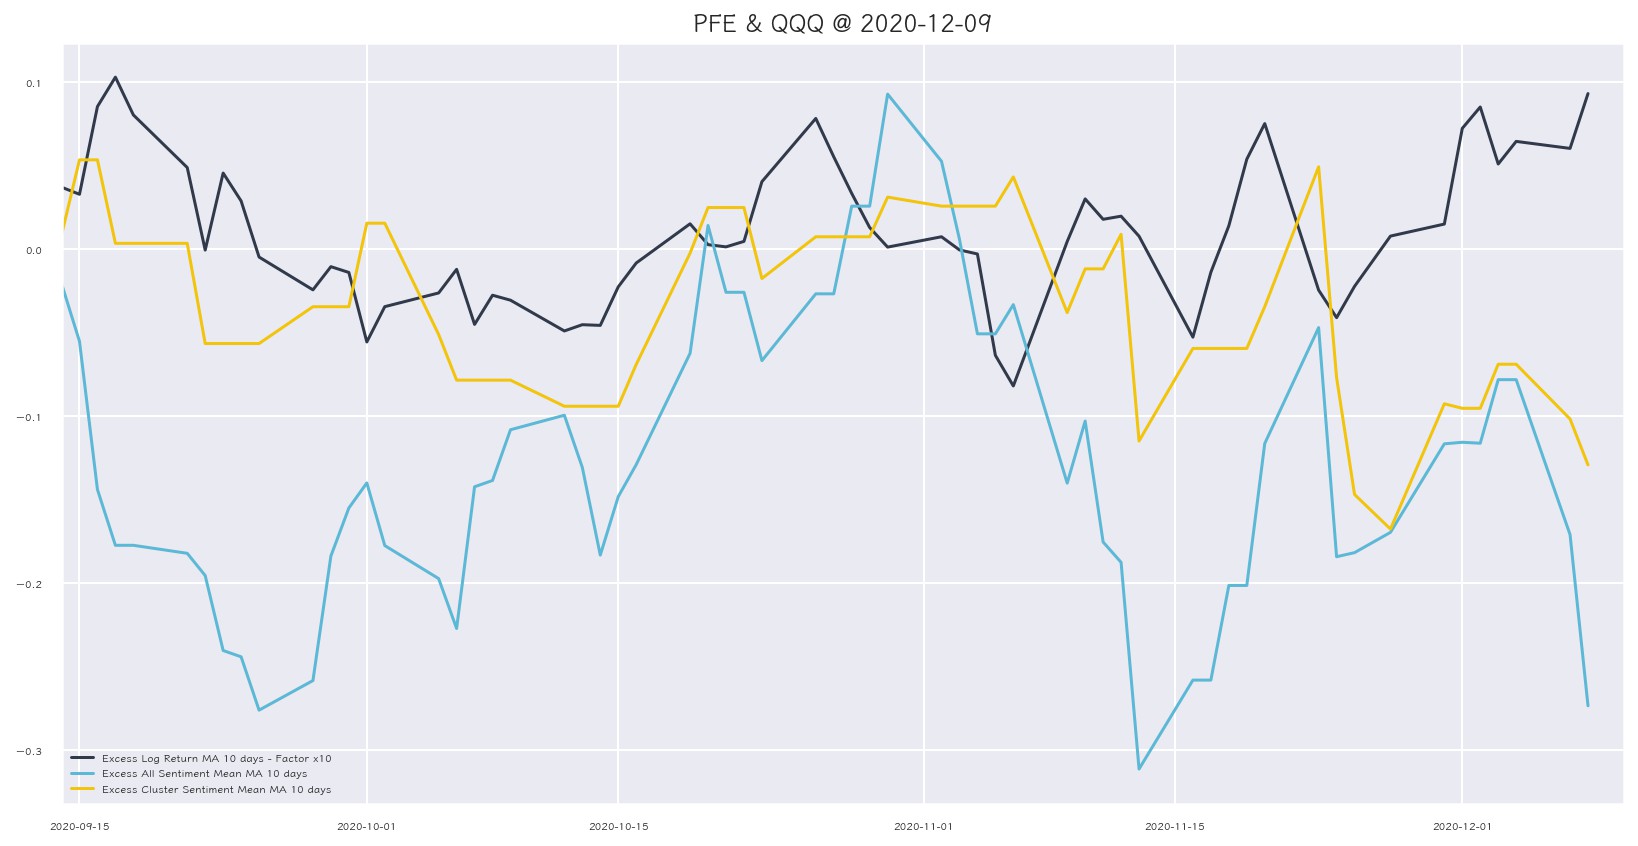 PFE & QQQ @ 2020-12-09
0.1
0.0
−0.1
−0.2
−0.3
Excess Log Return MA 10 days - Factor x10
Excess All Sentiment Mean MA 10 days
Excess Cluster Sentiment Mean MA 10 days
2020-09-15 2020-10-01 2020-10-15 2020-11-01 2020-11-15 2020-12-01